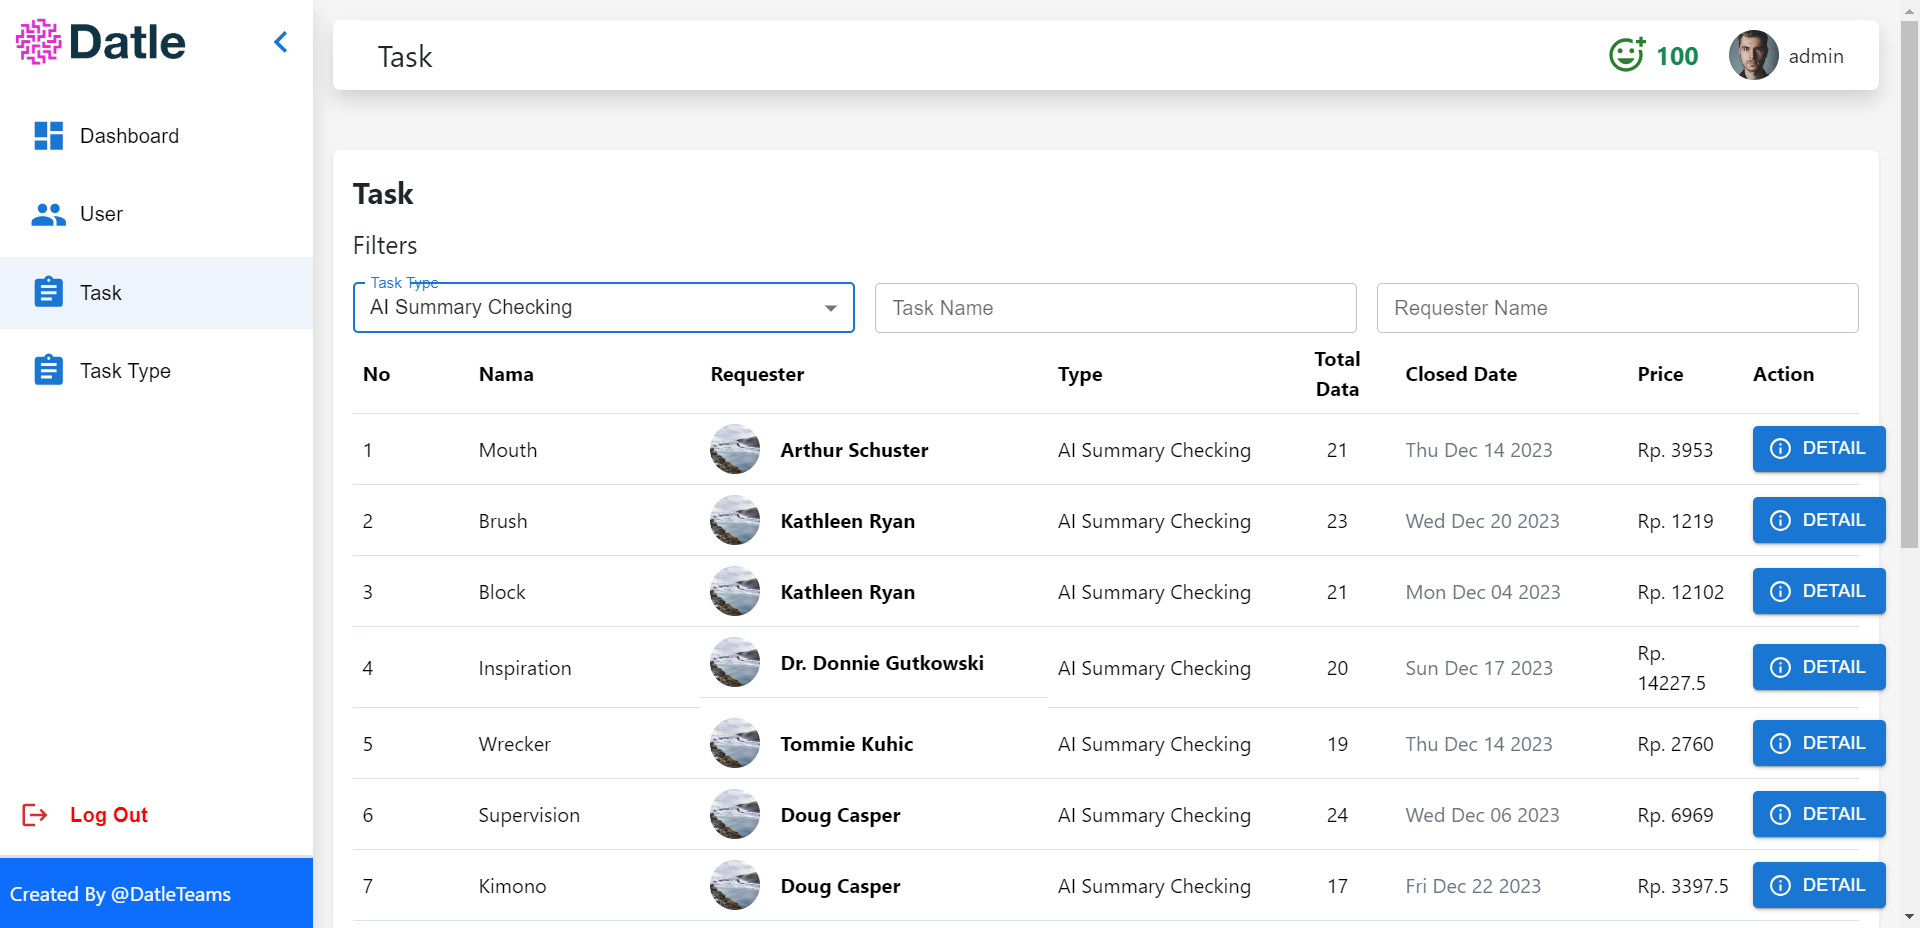 Datle
Task
100
admin
Dashboard
User
Task
Task Type
Log Out
Created By @DatleTeams
Task
Filters
Task Type
AI Summary Checking
Task Name
Requester Name
No Nama Requester Type Total Data Closed Date Price Action
1 Mouth Arthur Schuster AI Summary Checking 21 Thu Dec 14 2023 Rp. 3953 DETAIL
2 Brush Kathleen Ryan AI Summary Checking 23 Wed Dec 20 2023 Rp. 1219 DETAIL
3 Block Kathleen Ryan AI Summary Checking 21 Mon Dec 04 2023 Rp. 12102 DETAIL
4 Inspiration Dr. Donnie Gutkowski AI Summary Checking 20 Sun Dec 17 2023 Rp. 14227.5 DETAIL
5 Wrecker Tommie Kuhic AI Summary Checking 19 Thu Dec 14 2023 Rp. 2760 DETAIL
6 Supervision Doug Casper AI Summary Checking 24 Wed Dec 06 2023 Rp. 6969 DETAIL
7 Kimono Doug Casper AI Summary Checking 17 Fri Dec 22 2023 Rp. 3397.5 DETAIL